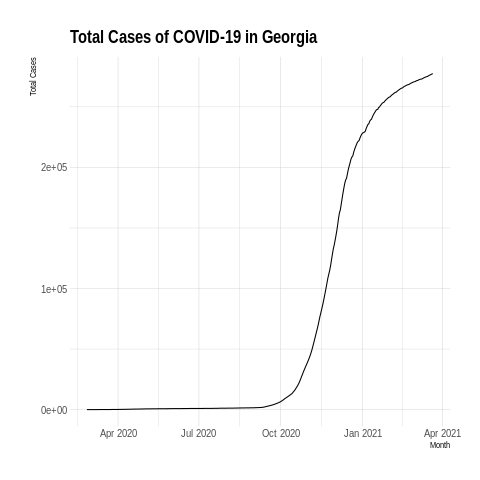 Total Cases of COVID-19 in Georgia
Total Cases
2e+05
1e+05
0e+00
Apr 2020 Jul 2020 Oct 2020 Jan 2021 Apr 2021
Month